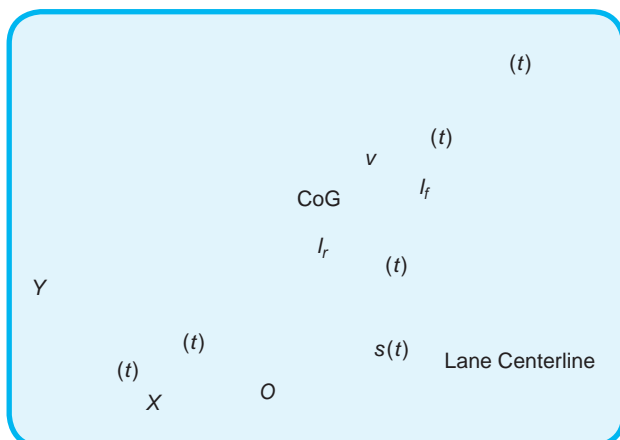 (t)
(t)
v
l_f
CoG
l_r
(t)
Y
(t)
s(t)
Lane Centerline
(t)
O
X